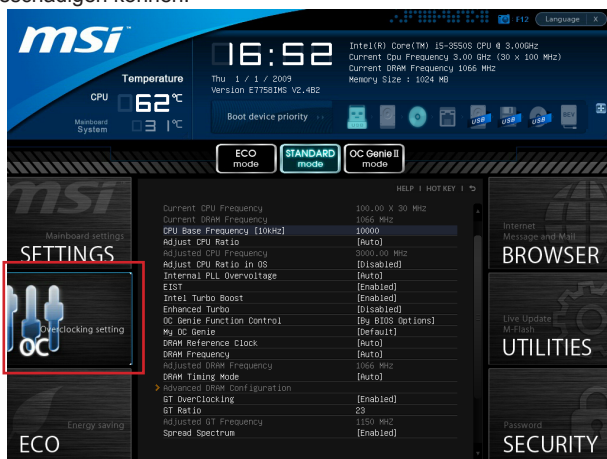 können.
msi
F12 Language X
16:52
Thu 1 / 1 / 2009
Version E7758IMS V2.4B2
Intel(R) Core(TM) i5-3550S CPU @ 3.00GHz
Current Cpu Frequency 3.00 GHz (30 x 100 MHz)
Current DRAM Frequency 1066 MHz
Memory Size : 1024 MB
Temperature
CPU 62°C
Mainboard
System 31°C
Boot device priority
USB USB USB BEV
ECO mode
STANDARD mode
OC Genie II mode
HELP | HOT KEY |
msi
Mainboard settings
SETTINGS
Overclocking setting
OC
Energy saving
ECO
Current CPU Frequency 100.00 X 30 MHZ
Current DRAM Frequency 1066 MHZ
CPU Base Frequency [10kHz] 10000
Adjust CPU Ratio [Auto]
Adjusted CPU Frequency 3000.00 MHZ
Adjust CPU Ratio in OS [Disabled]
Internal PLL Overvoltage [Auto]
EIST [Enabled]
Intel Turbo Boost [Enabled]
Enhanced Turbo [Disabled]
OC Genie Function Control [By BIOS Options]
My OC Genie [Default]
DRAM Reference Clock [Auto]
DRAM Frequency [Auto]
Adjusted DRAM Frequency 1066 MHZ
DRAM Timing Mode [Auto]
Advanced DRAM Configuration
GT OverClocking [Enabled]
GT Ratio 23
Adjusted GT Frequency 1150 MHZ
Spread Spectrum [Enabled]
Internet
Message and Mail
BROWSER
Live Update
M-Flash
UTILITIES
Password
SECURITY